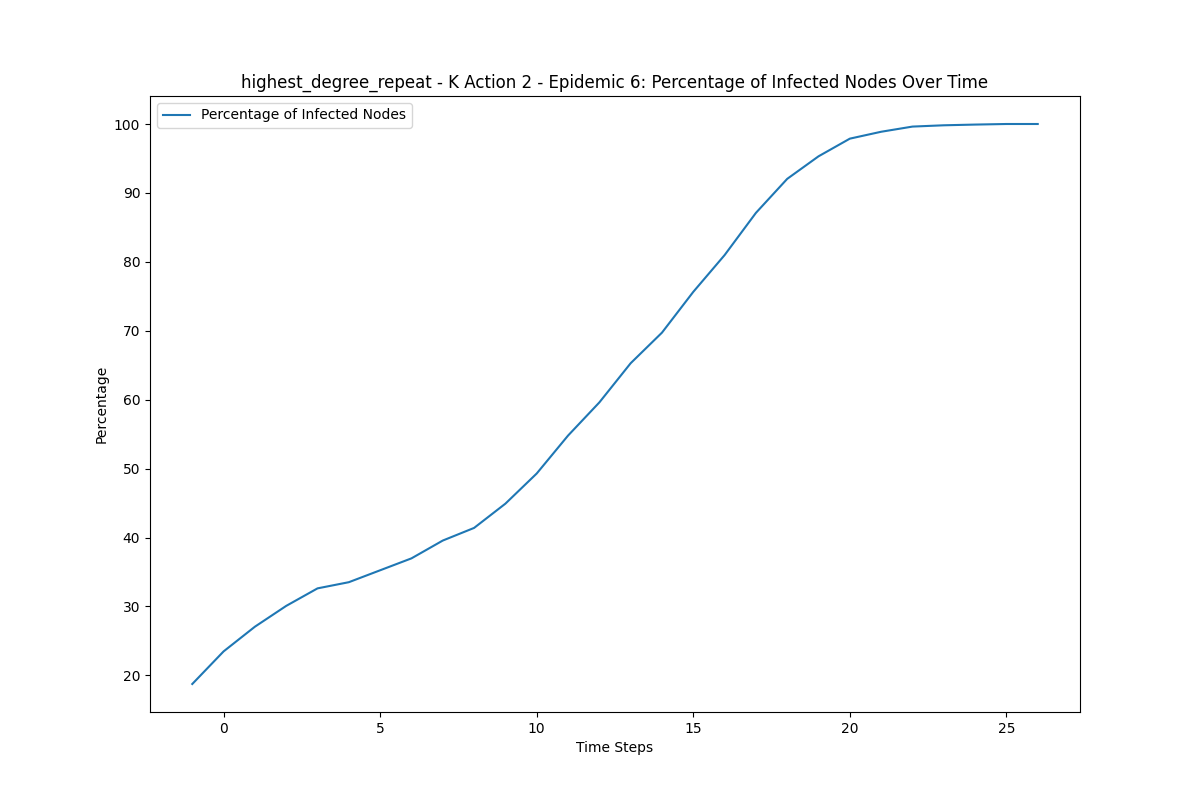 highest_degree_repeat - K Action 2 - Epidemic 6: Percentage of Infected Nodes Over Time
Percentage of Infected Nodes
100
90
80
70
60
50
40
30
20
Percentage
0 5 10 15 20 25
Time Steps